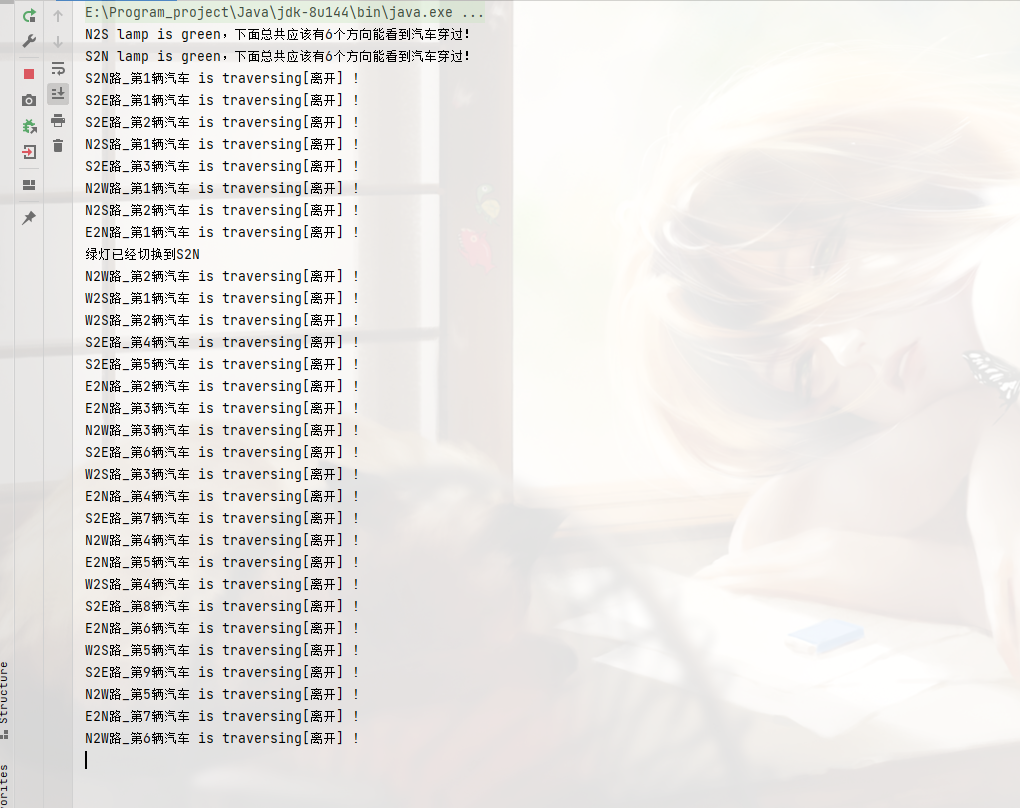 E:\Program_project\Java\jdk-8u144\bin\java.exe ...
N2S lamp is green，下面总共应该有6个方向能看到汽车穿过！
S2N lamp is green，下面总共应该有6个方向能看到汽车穿过！
S2N路_第1辆汽车 is traversing[离开] !
S2E路_第1辆汽车 is traversing[离开] !
S2E路_第2辆汽车 is traversing[离开] !
N2S路_第1辆汽车 is traversing[离开] !
S2E路_第3辆汽车 is traversing[离开] !
N2W路_第1辆汽车 is traversing[离开] !
N2S路_第2辆汽车 is traversing[离开] !
E2N路_第1辆汽车 is traversing[离开] !
绿灯已经切换到S2N
N2W路_第2辆汽车 is traversing[离开] !
W2S路_第1辆汽车 is traversing[离开] !
W2S路_第2辆汽车 is traversing[离开] !
S2E路_第4辆汽车 is traversing[离开] !
S2E路_第5辆汽车 is traversing[离开] !
E2N路_第2辆汽车 is traversing[离开] !
E2N路_第3辆汽车 is traversing[离开] !
N2W路_第3辆汽车 is traversing[离开] !
S2E路_第6辆汽车 is traversing[离开] !
W2S路_第3辆汽车 is traversing[离开] !
E2N路_第4辆汽车 is traversing[离开] !
S2E路_第7辆汽车 is traversing[离开] !
N2W路_第4辆汽车 is traversing[离开] !
E2N路_第5辆汽车 is traversing[离开] !
W2S路_第4辆汽车 is traversing[离开] !
S2E路_第8辆汽车 is traversing[离开] !
E2N路_第6辆汽车 is traversing[离开] !
W2S路_第5辆汽车 is traversing[离开] !
S2E路_第9辆汽车 is traversing[离开] !
N2W路_第5辆汽车 is traversing[离开] !
E2N路_第7辆汽车 is traversing[离开] !
N2W路_第6辆汽车 is traversing[离开] !
Structure